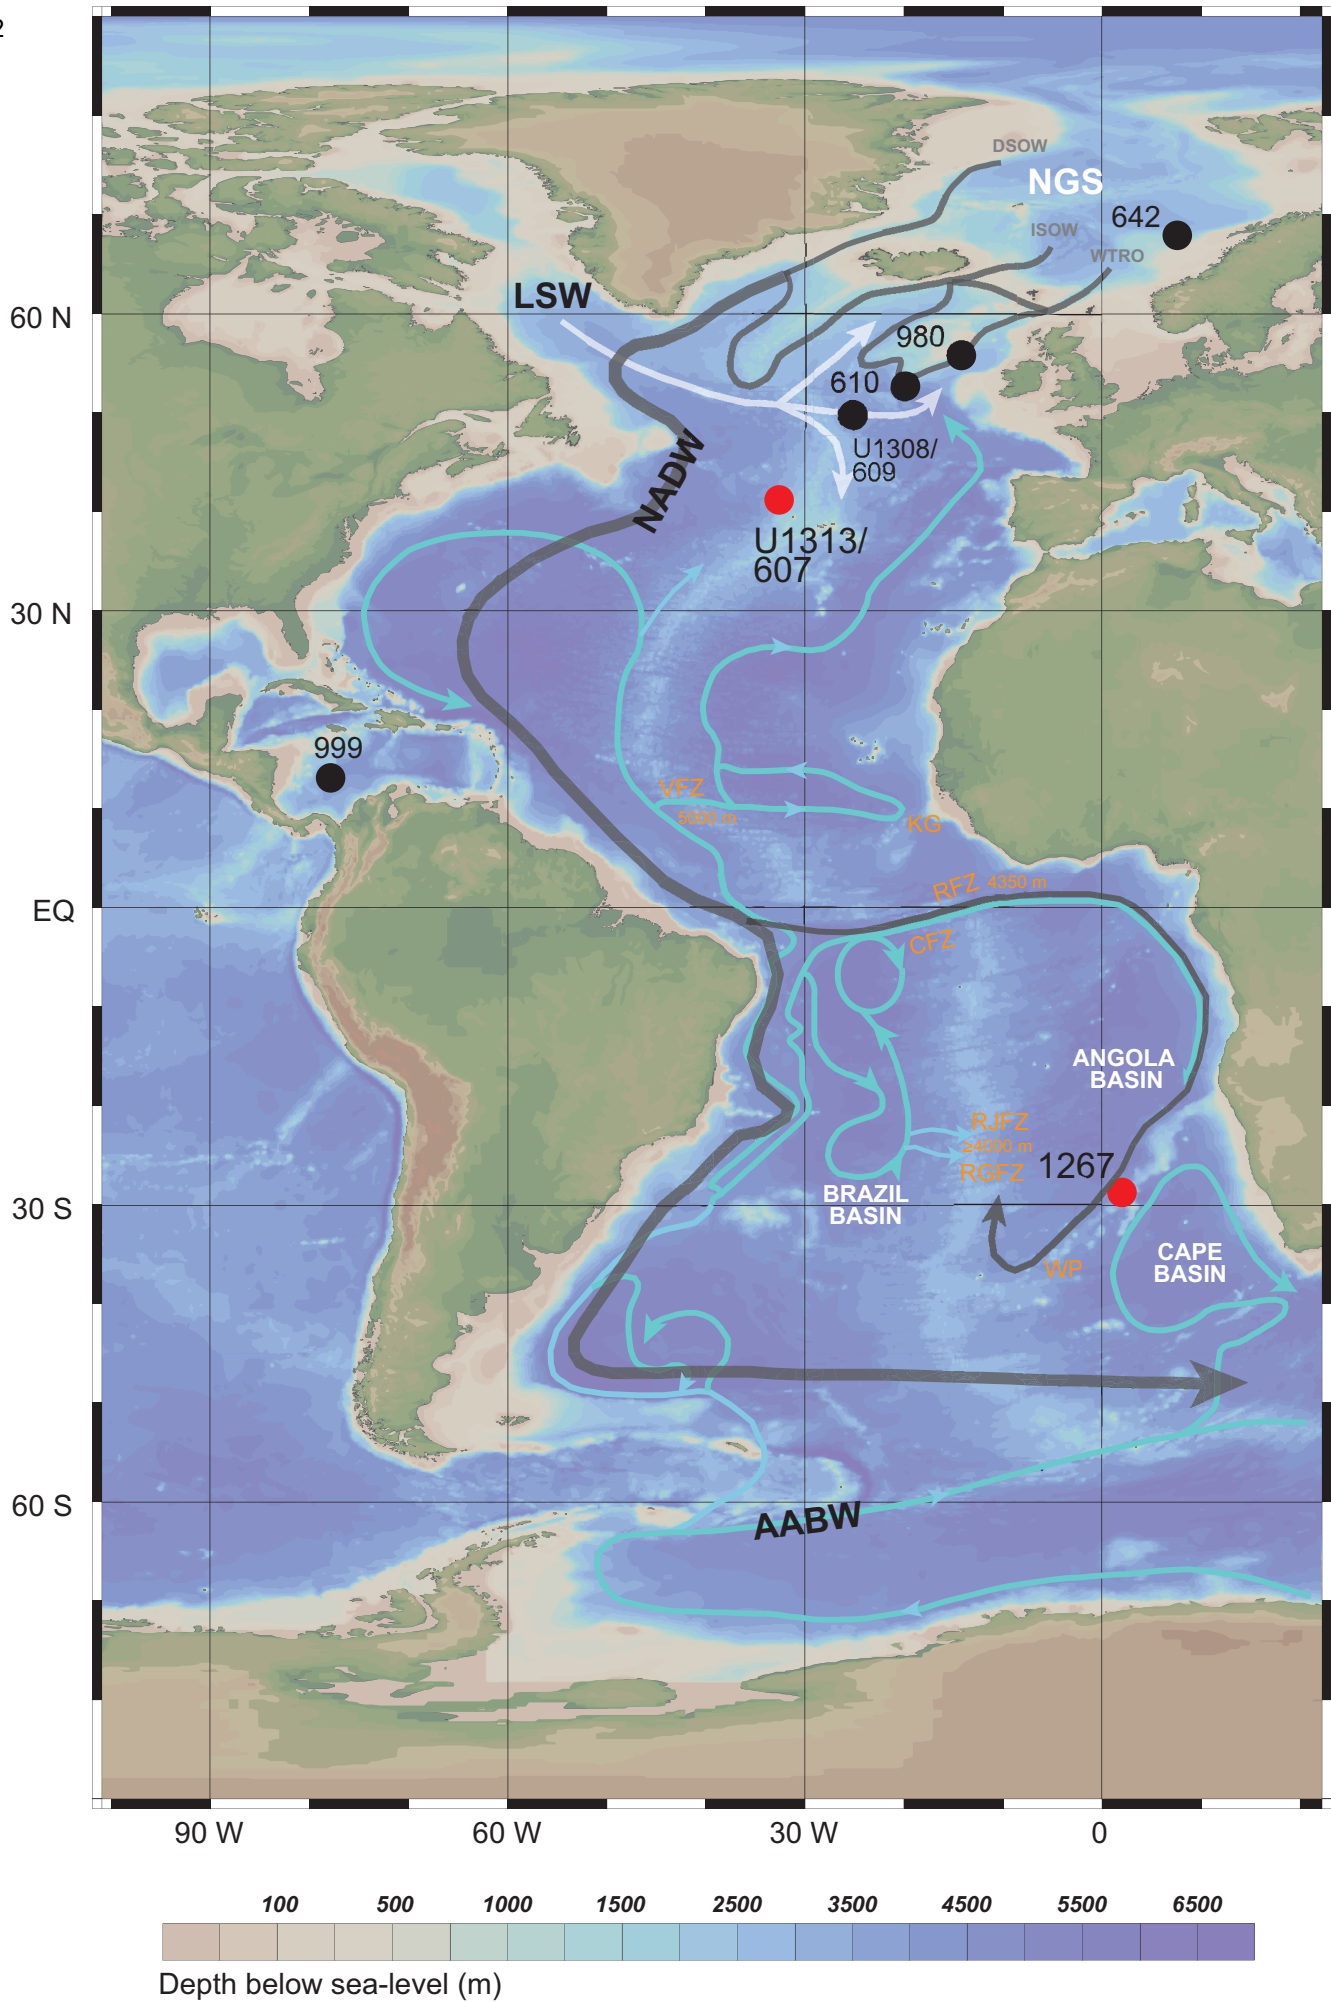 2
DSOW
NGS
642
ISOW
WTRO
LSW
60 N
980
610
U1308/
609
NADW
U1313/
607
30 N
999
VFZ
5000 m
KG
RFZ 4350 m
EQ
CFZ
ANGOLA
BASIN
RJFZ
≥4000 m
RGFZ
1267
BRAZIL
BASIN
30 S
CAPE
BASIN
WP
60 S
AABW
90 W
60 W
30 W
0
100 500 1000 1500 2500 3500 4500 5500 6500
Depth below sea-level (m)